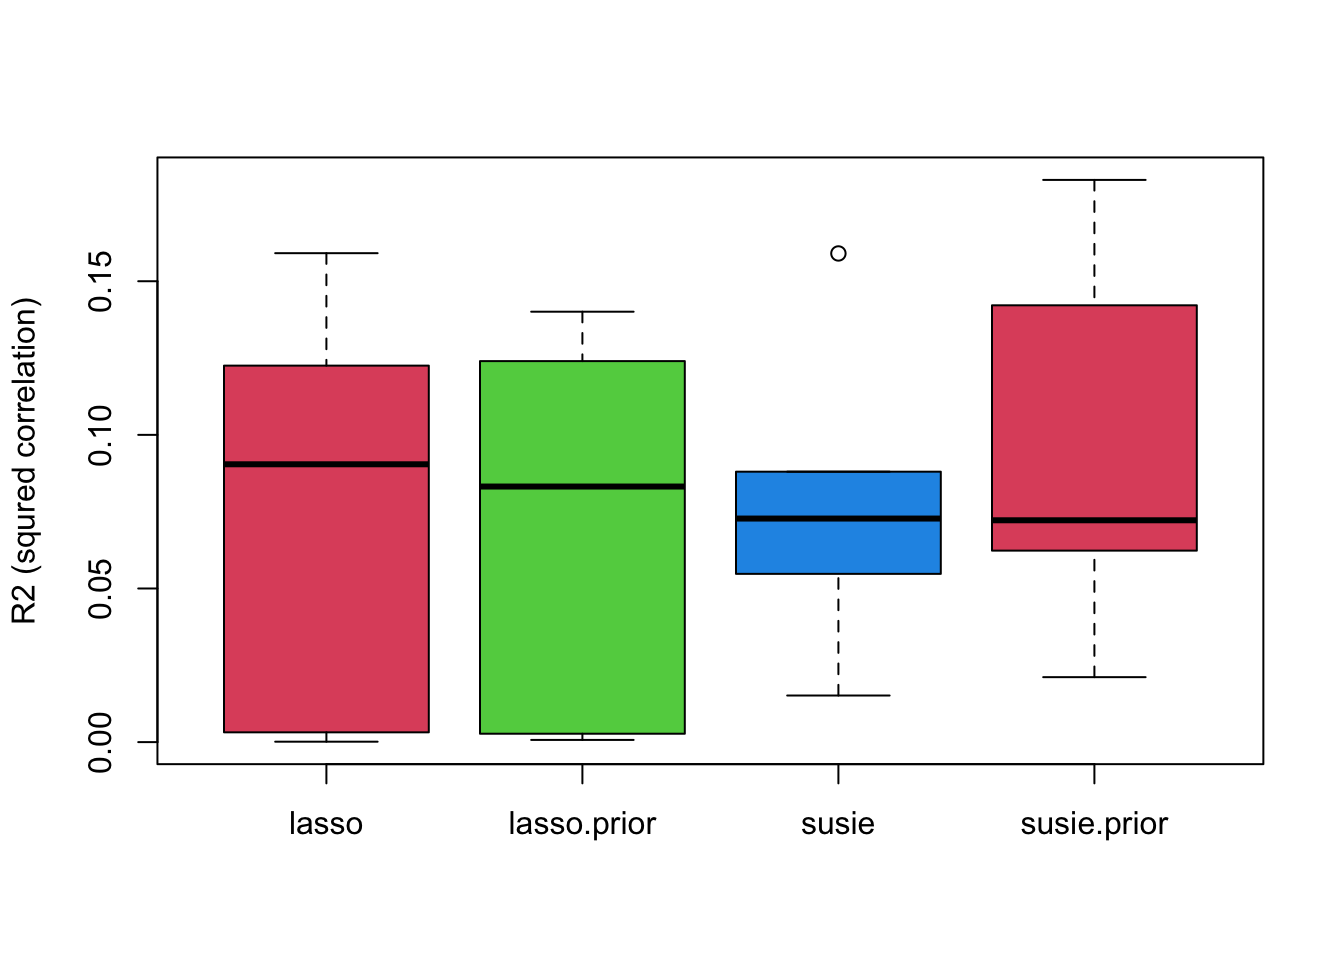 R2 (squred correlation)
0.15
0.10
0.05
0.00
lasso
lasso.prior
susie
susie.prior